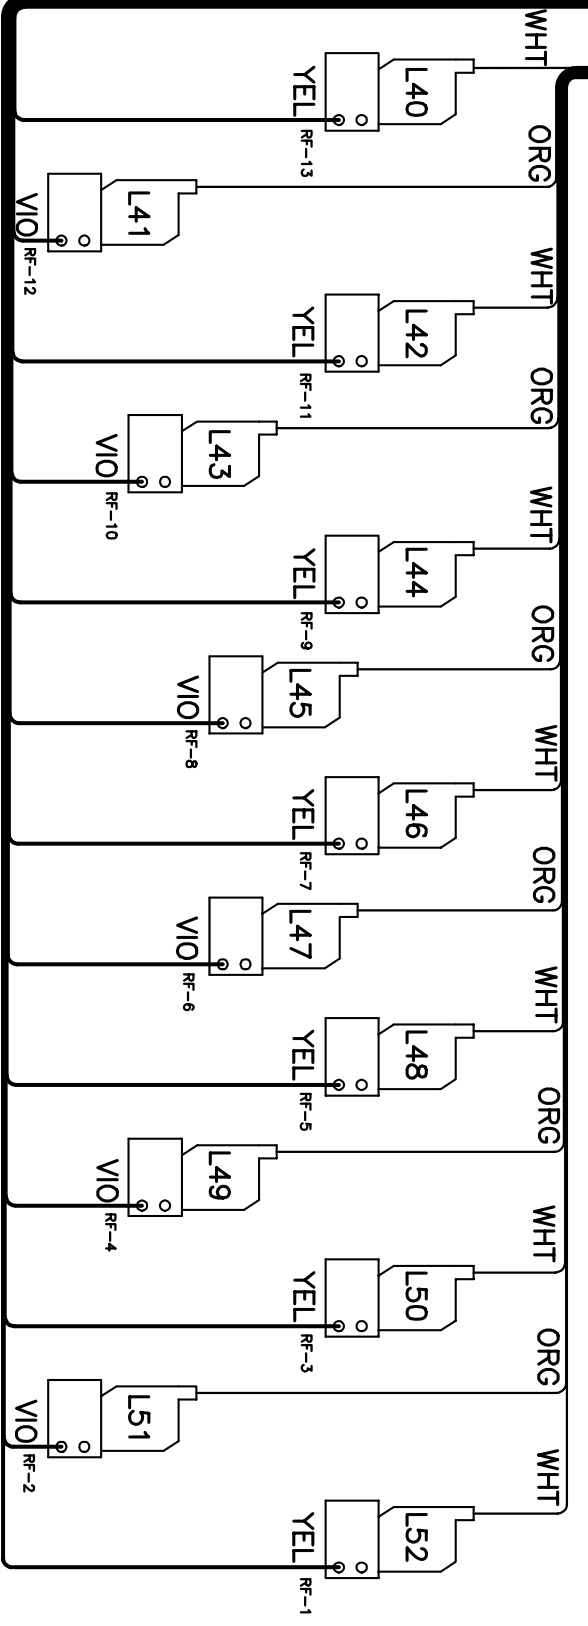 WHT
YEL
L40
RF-13
ORG
L41
VIO
RF-12
WHT
YEL
L42
RF-11
ORG
L43
VIO
RF-10
WHT
YEL
L44
RF-9
ORG
L45
VIO
RF-8
WHT
YEL
L46
RF-7
ORG
L47
VIO
RF-6
WHT
YEL
L48
RF-5
ORG
L49
VIO
RF-4
WHT
YEL
L50
RF-3
ORG
L51
VIO
RF-2
WHT
YEL
L52
RF-1